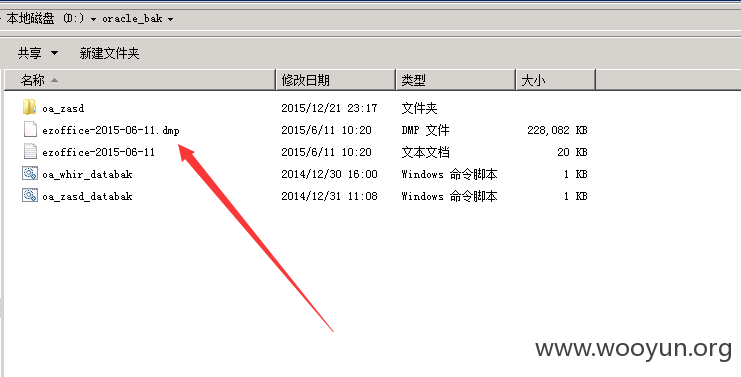 本地磁盘 (D:) ▸ oracle_bak ▾
共享 ▼ 新建文件夹
名称 修改日期 类型 大小
oa_zasd 2015/12/21 23:17 文件夹
ezoffice-2015-06-11.dmp 2015/6/11 10:20 DMP 文件 228,082 KB
ezoffice-2015-06-11 2015/6/11 10:20 文本文档 20 KB
oa_whir_databak 2014/12/30 16:00 Windows 命令脚本 1 KB
oa_zasd_databak 2014/12/31 11:08 Windows 命令脚本 1 KB
www.wooyun.org